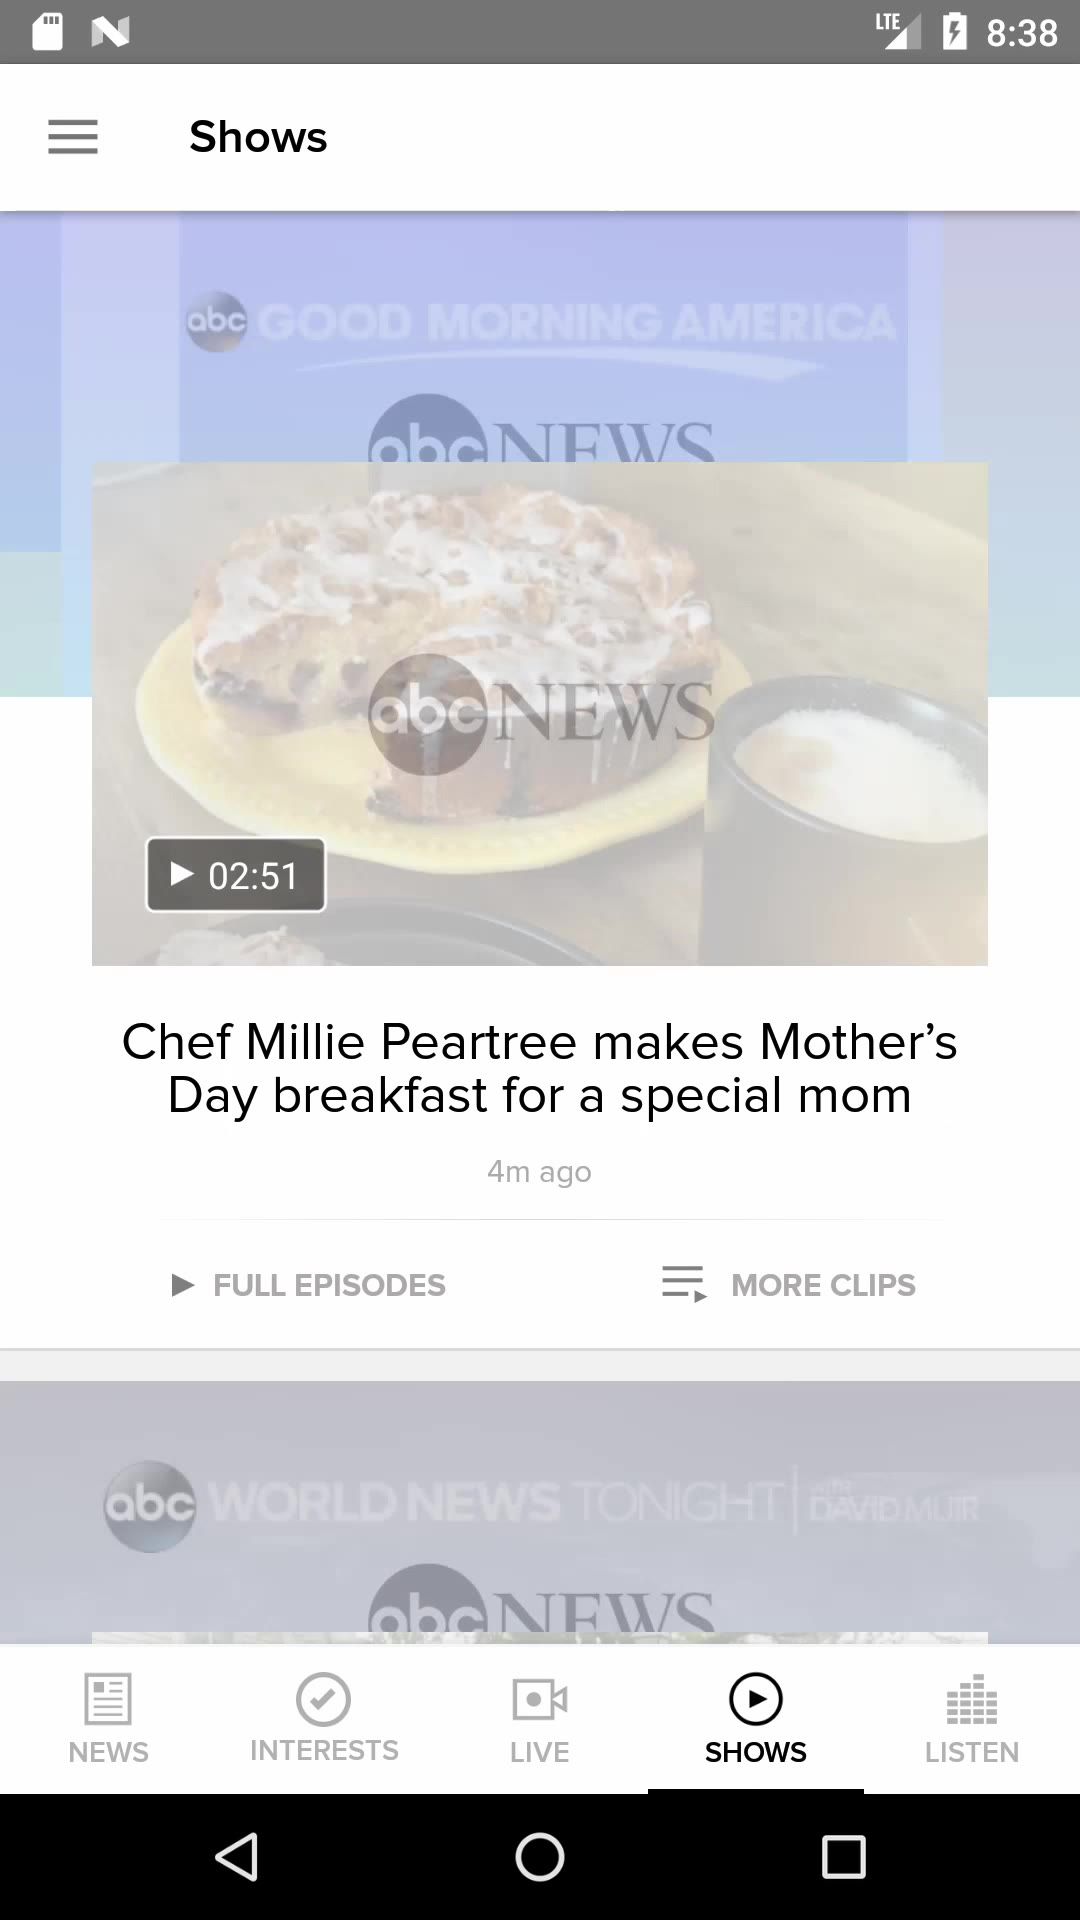 LTE 8:38
Shows
abc GOOD MORNING AMERICA
abc NEWS
abc NEWS
02:51
Chef Millie Peartree makes Mother’s
Day breakfast for a special mom
4m ago
FULL EPISODES MORE CLIPS
abc WORLD NEWS TONIGHT WITH DAVID MUIR
abc NEWS
NEWS INTERESTS LIVE SHOWS LISTEN